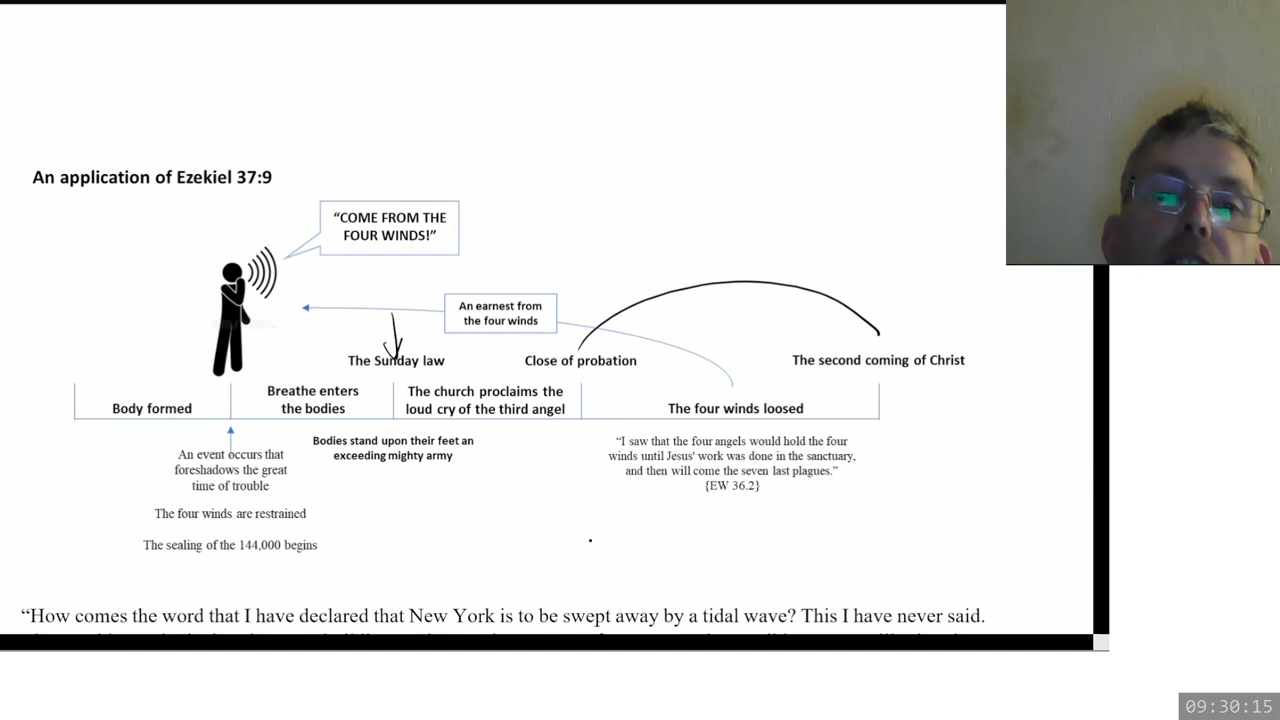 An application of Ezekiel 37:9
“COME FROM THE
FOUR WINDS!”
An earnest from
the four winds
The Sunday law
Close of probation
The second coming of Christ
Body formed
Breathe enters
the bodies
The church proclaims the
loud cry of the third angel
The four winds loosed
An event occurs that
foreshadows the great
time of trouble
Bodies stand upon their feet an
exceeding mighty army
“I saw that the four angels would hold the four
winds until Jesus' work was done in the sanctuary,
and then will come the seven last plagues.”
{EW 36.2}
The four winds are restrained
The sealing of the 144,000 begins
“How comes the word that I have declared that New York is to be swept away by a tidal wave? This I have never said.
09:30:15